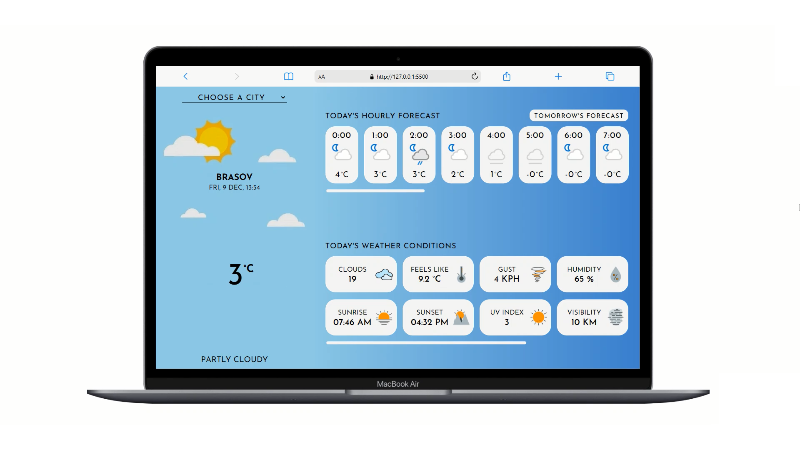 AA
http://127.0.0.1:5500
CHOOSE A CITY
BRASOV
FRI, 9 DEC, 13:54
3°C
PARTLY CLOUDY
TODAY'S HOURLY FORECAST
TOMORROW'S FORECAST
0:00 1:00 2:00 3:00 4:00 5:00 6:00 7:00
4°C 3°C 3°C 2°C 1°C -0°C -0°C -0°C
TODAY'S WEATHER CONDITIONS
CLOUDS FEELS LIKE GUST HUMIDITY
19 9.2 °C 4 KPH 65 %
SUNRISE SUNSET UV INDEX VISIBILITY
07:46 AM 04:32 PM 3 10 KM
MacBook Air